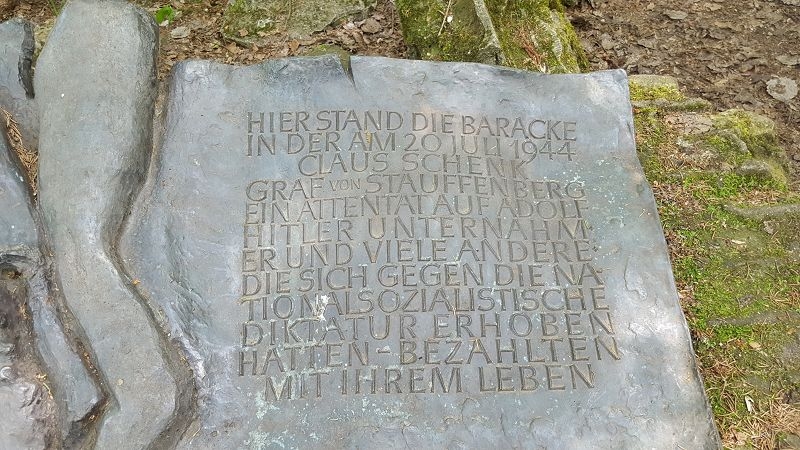 HIER STAND DIE BARACKE
IN DER AM 20 JULI 1944
CLAUS SCHENK
GRAF VON STAUFFENBERG
EIN ATTENTAT AUF ADOLF
HITLER UNTERNAHM
ER UND VIELE ANDERE
DIE SICH GEGEN DIE NA-
TIONALSOZIALISTISCHE
DIKTATUR ERHOBEN
HATTEN - BEZAHLTEN
MIT IHREM LEBEN